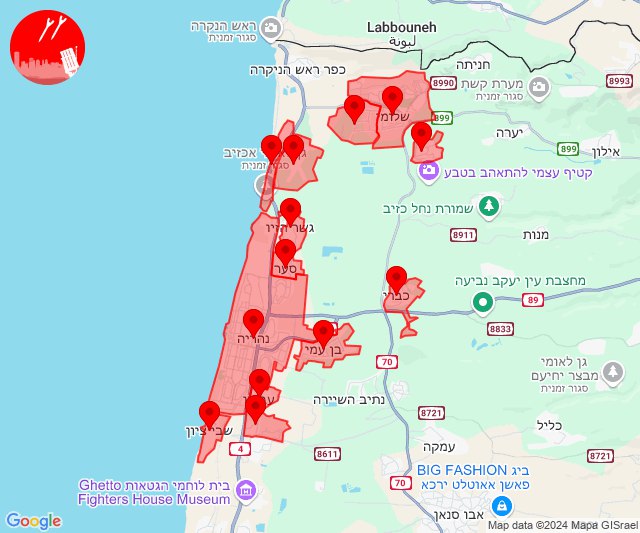 ראש הנקרה
סגור זמנית
Labbouneh
لبونة
כפר ראש הניקרה
חניתה
8990
8993
מערת קשת
סגור זמנית
שלומי
899
899
יערה
אילון
אכזיב
סגור זמנית
קטיף עצמי להתאהב בטבע
שמורת נחל כזיב
מנות
8911
סער
מחצבת עין יעקב נביעה
כברי
89
8833
נהריה
בן עמי
70
גן לאומי
מבצר יחיעם
סגור זמנית
נתיב השיירה
8721
כליל
שבי ציון
4
8611
עמקה
8721
בית לוחמי הגטאות Ghetto
Fighters House Museum
70
ביג BIG FASHION
פאשן אאוטלט ירכא
אבו סנאן
Google
Map data ©2024 Mapa GISrael